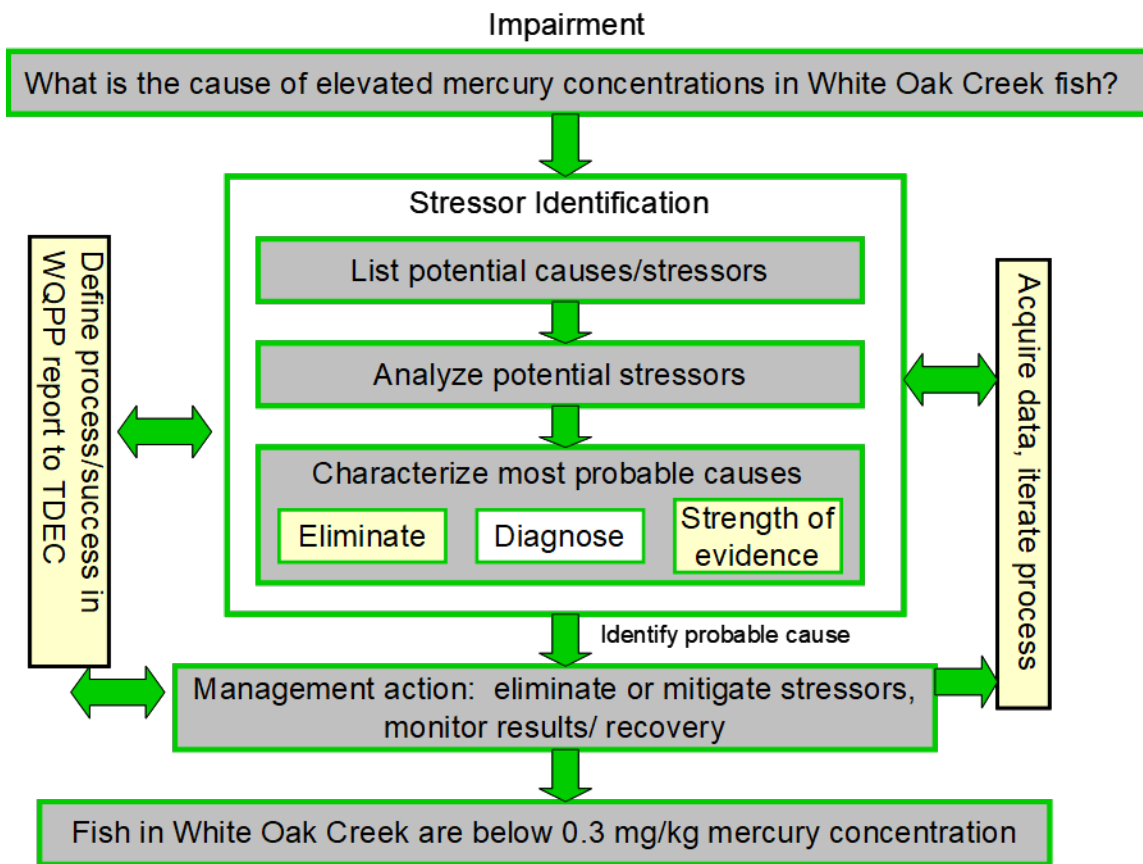 Impairment
What is the cause of elevated mercury concentrations in White Oak Creek fish?
Stressor Identification
List potential causes/stressors
Analyze potential stressors
Characterize most probable causes
Eliminate
Diagnose
Strength of
evidence
Define process/success in
WQPP report to TDEC
Acquire data, iterate process
Identify probable cause
Management action:  eliminate or mitigate stressors,
monitor results/ recovery
Fish in White Oak Creek are below 0.3 mg/kg mercury concentration